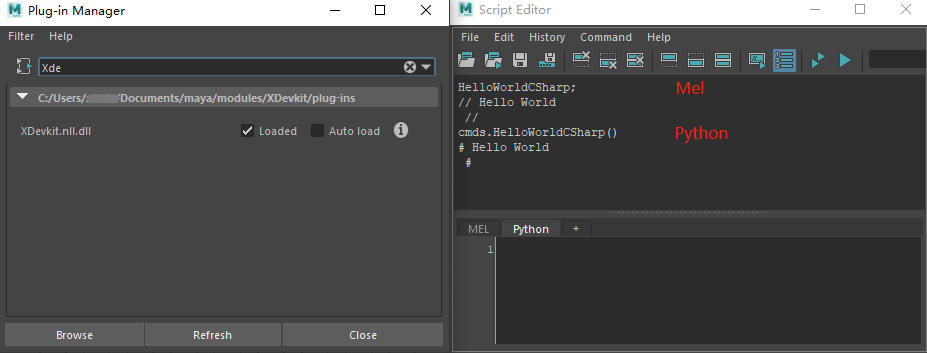 Plug-in Manager
Filter Help
Xde
C:/Users/ /Documents/maya/modules/XDevkit/plug-ins
XDevkit.nll.dll Loaded Auto load
Browse Refresh Close
Script Editor
File Edit History Command Help
HelloWorldCSharp; Mel
// Hello World
//
cmds.HelloWorldCSharp() Python
# Hello World
#
MEL Python +
1